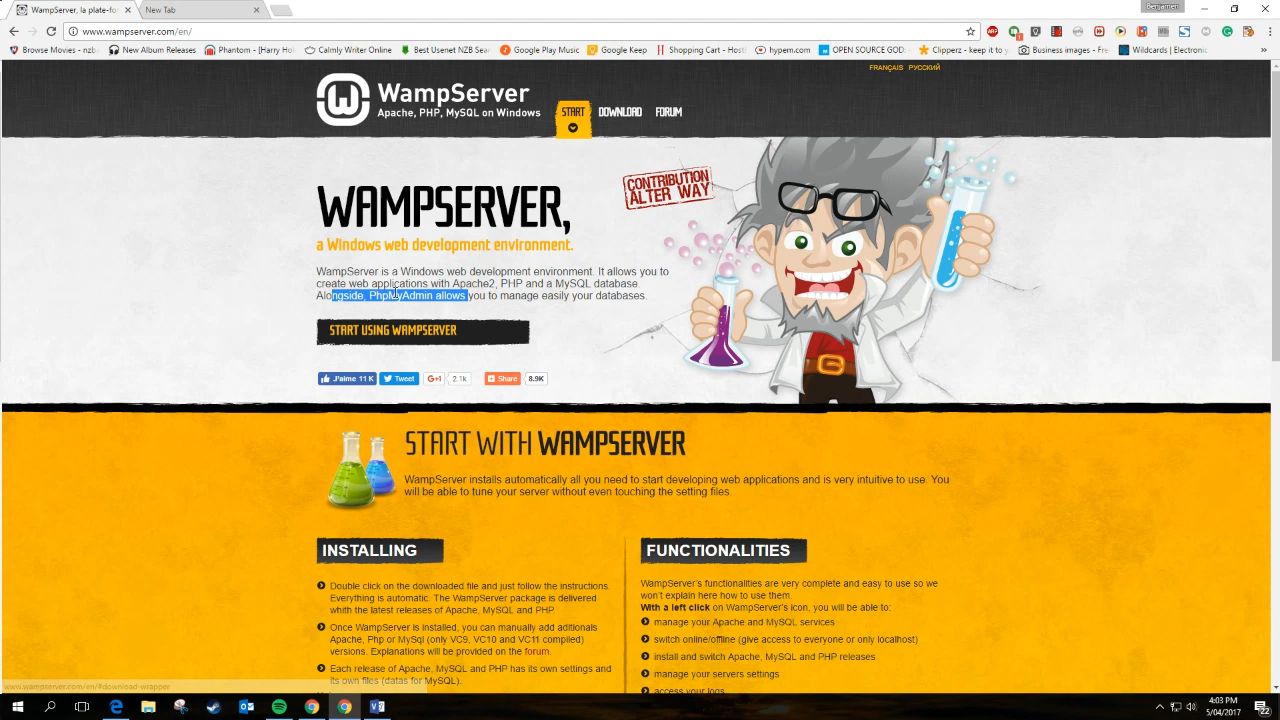 WampServer, la plate-for
New Tab
Benjamen
www.wampserver.com/en/
Browse Movies - nzb
New Album Releases
Phantom - [Harry Ho
Calmly Writer Online
Best Usenet NZB Sea
Google Play Music
Google Keep
Shopping Cart - Host
hypem.com
OPEN SOURCE GOD
Clipperz - keep it to y
Business images - Fre
Wildcards | Electronic
FRANÇAIS РУССКИЙ
WampServer
Apache, PHP, MySQL on Windows
START
DOWNLOAD
FORUM
CONTRIBUTION
ALTER WAY
WAMPSERVER,
a Windows web development environment.
WampServer is a Windows web development environment. It allows you to
create web applications with Apache2, PHP and a MySQL database.
Alongside, PhpMyAdmin allows you to manage easily your databases.
START USING WAMPSERVER
J'aime 11 K
Tweet
G+1
2.1k
Share
8.9K
START WITH WAMPSERVER
WampServer installs automatically all you need to start developing web applications and is very intuitive to use. You
will be able to tune your server without even touching the setting files.
INSTALLING
Double click on the downloaded file and just follow the instructions.
Everything is automatic. The WampServer package is delivered
whith the latest releases of Apache, MySQL and PHP.
Once WampServer is installed, you can manually add aditionals
Apache, Php or MySql (only VC9, VC10 and VC11 compiled)
versions. Explanations will be provided on the forum.
Each release of Apache, MySQL and PHP has its own settings and
its own files (datas for MySQL).
FUNCTIONALITIES
WampServer's functionalities are very complete and easy to use so we
won't explain here how to use them.
With a left click on WampServer's icon, you will be able to:
manage your Apache and MySQL services
switch online/offline (give access to everyone or only localhost)
install and switch Apache, MySQL and PHP releases
manage your servers settings
access your logs
www.wampserver.com/en/#download-wrapper
4:03 PM
5/04/2017
22